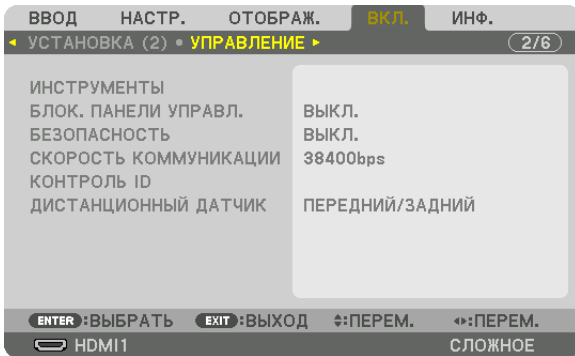 ВВОД НАСТР. ОТОБРАЖ. ВКЛ. ИНФ.
УСТАНОВКА (2) • УПРАВЛЕНИЕ 2/6
ИНСТРУМЕНТЫ
БЛОК. ПАНЕЛИ УПРАВЛ. ВЫКЛ.
БЕЗОПАСНОСТЬ ВЫКЛ.
СКОРОСТЬ КОММУНИКАЦИИ 38400bps
КОНТРОЛЬ ID
ДИСТАНЦИОННЫЙ ДАТЧИК ПЕРЕДНИЙ/ЗАДНИЙ
ENTER :ВЫБРАТЬ EXIT :ВЫХОД :ПЕРЕМ. :ПЕРЕМ.
HDMI1 СЛОЖНОЕ